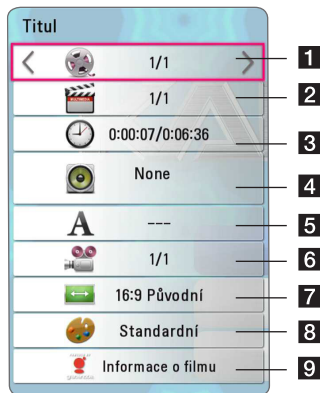 Titul
1/1 1
1/1 2
0:00:07/0:06:36 3
None 4
A --- 5
1/1 6
16:9 Původní 7
Standardní 8
Informace o filmu 9